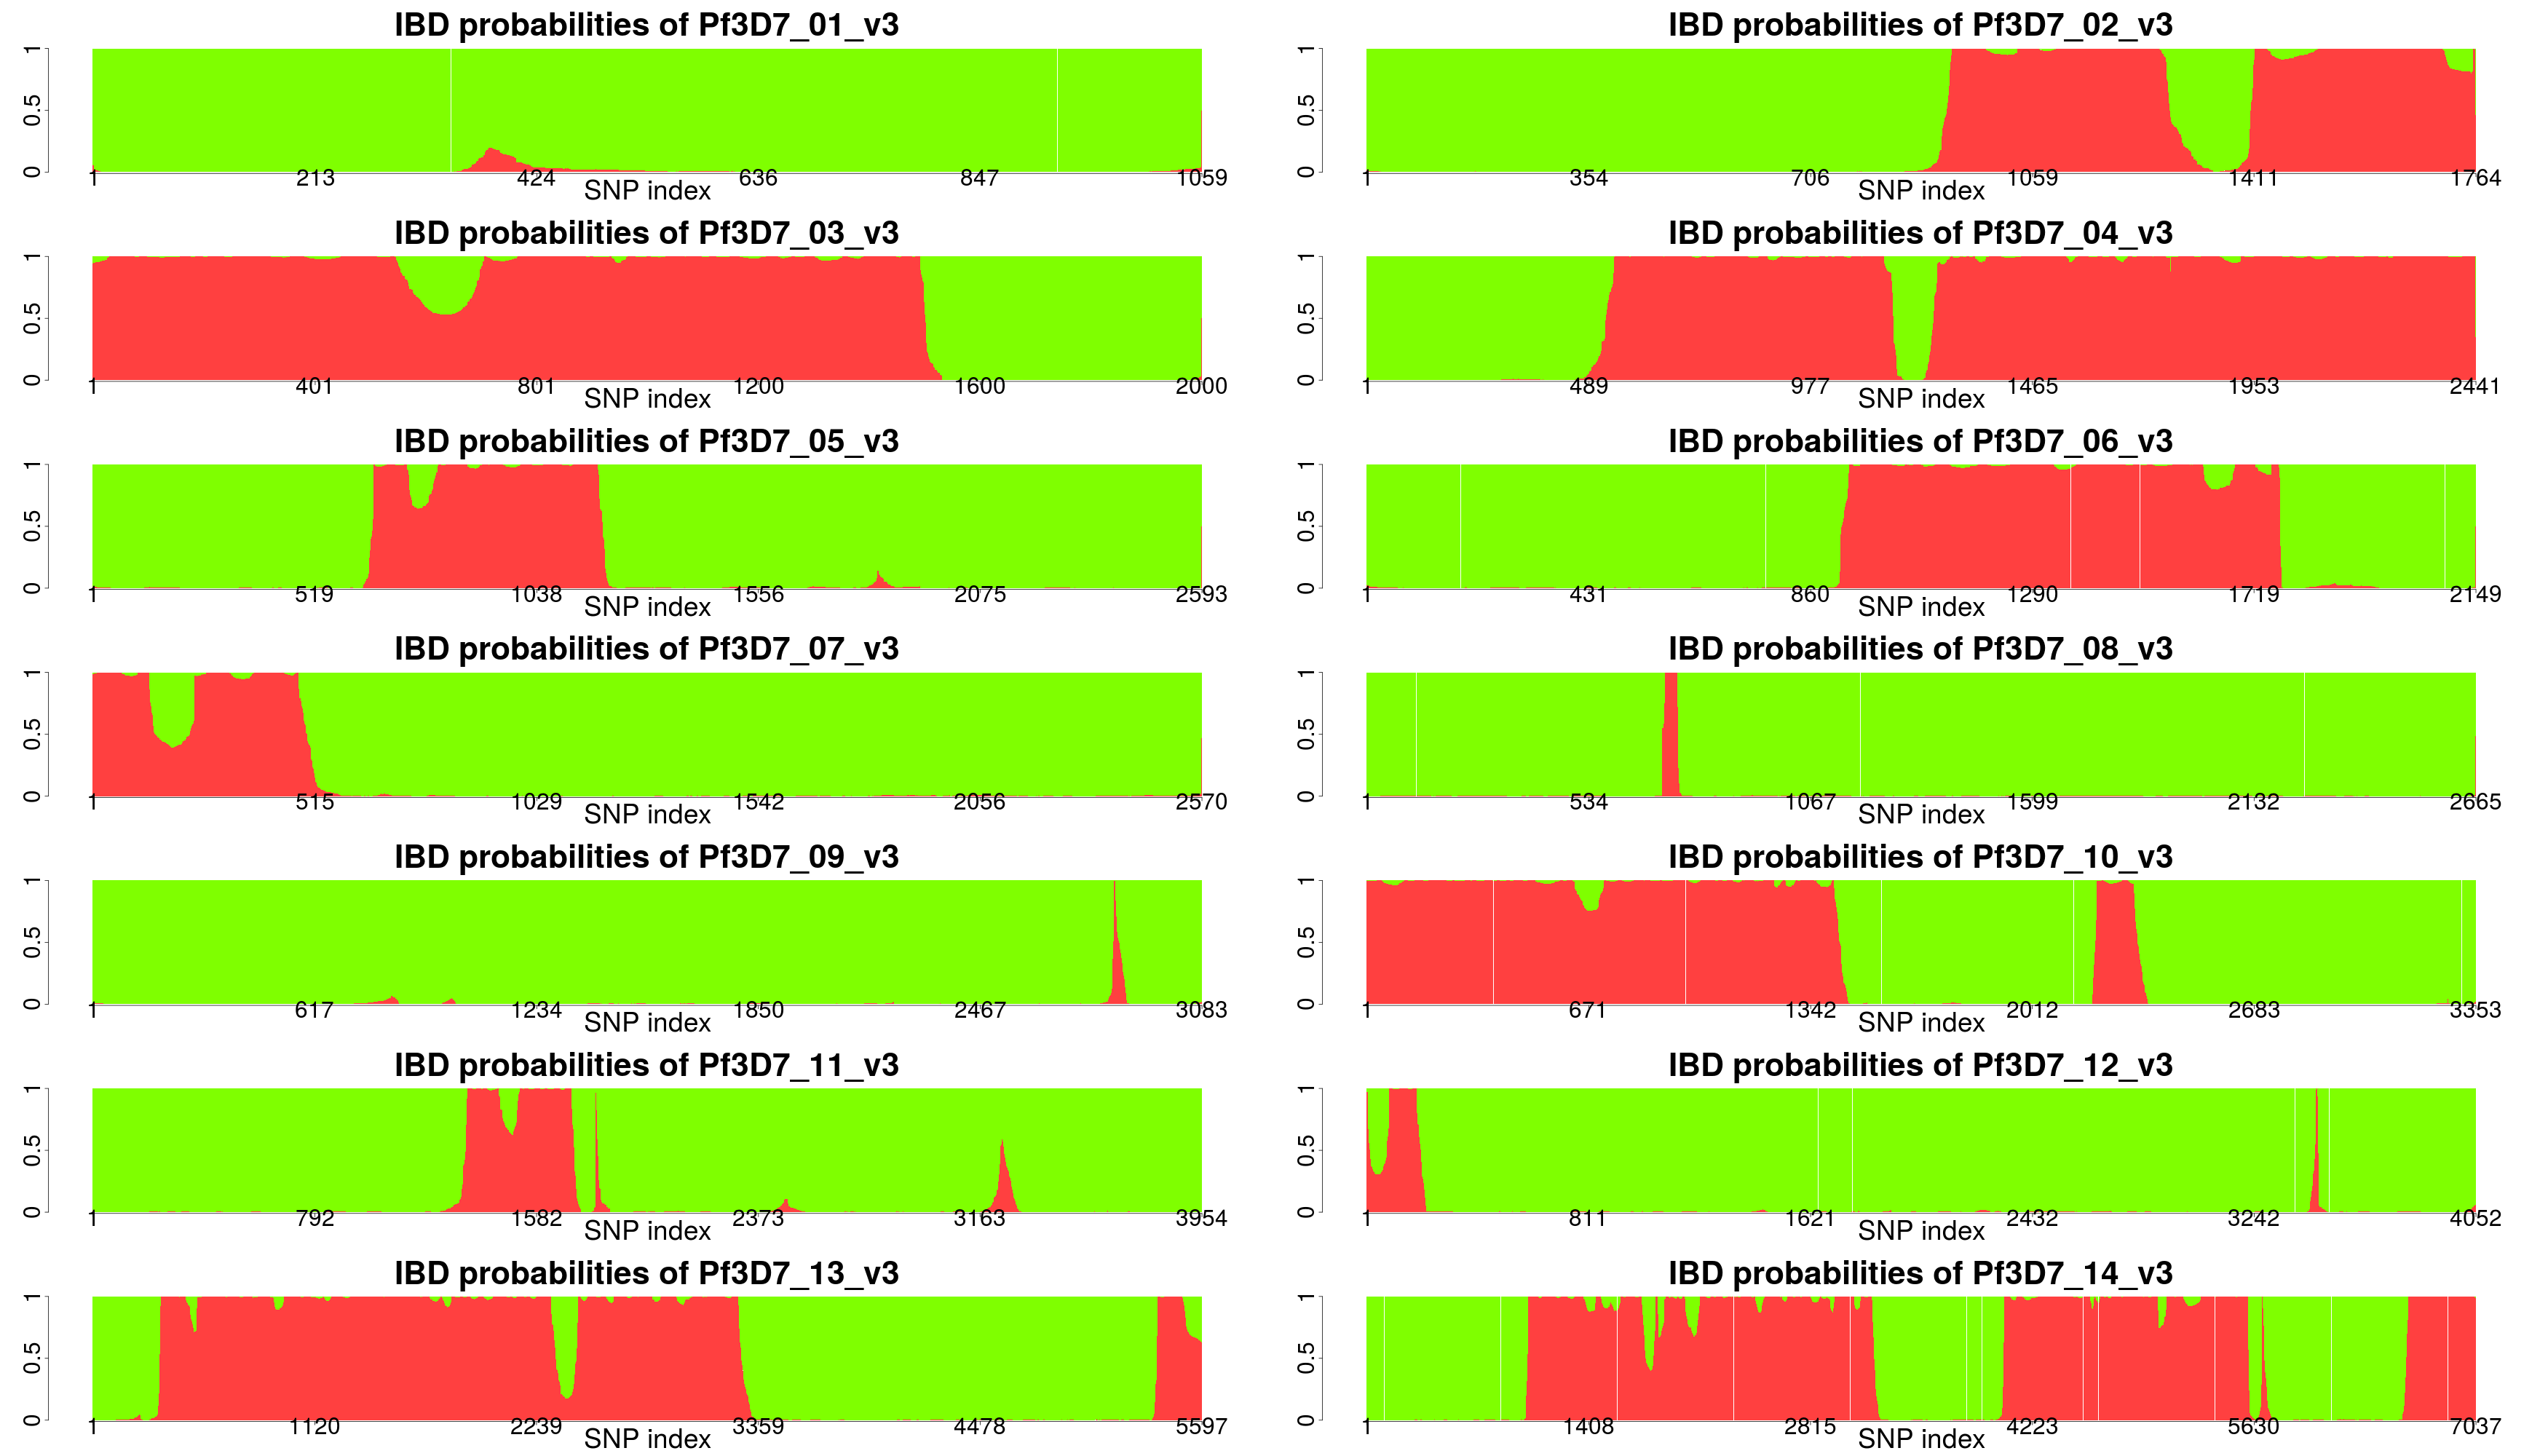 IBD probabilities of Pf3D7_01_v3
0 0.5 1
1 213 424 636 847 1059
SNP index
IBD probabilities of Pf3D7_02_v3
0 0.5 1
1 354 706 1059 1411 1764
SNP index
IBD probabilities of Pf3D7_03_v3
0 0.5 1
1 401 801 1200 1600 2000
SNP index
IBD probabilities of Pf3D7_04_v3
0 0.5 1
1 489 977 1465 1953 2441
SNP index
IBD probabilities of Pf3D7_05_v3
0 0.5 1
1 519 1038 1556 2075 2593
SNP index
IBD probabilities of Pf3D7_06_v3
0 0.5 1
1 431 860 1290 1719 2149
SNP index
IBD probabilities of Pf3D7_07_v3
0 0.5 1
1 515 1029 1542 2056 2570
SNP index
IBD probabilities of Pf3D7_08_v3
0 0.5 1
1 534 1067 1599 2132 2665
SNP index
IBD probabilities of Pf3D7_09_v3
0 0.5 1
1 617 1234 1850 2467 3083
SNP index
IBD probabilities of Pf3D7_10_v3
0 0.5 1
1 671 1342 2012 2683 3353
SNP index
IBD probabilities of Pf3D7_11_v3
0 0.5 1
1 792 1582 2373 3163 3954
SNP index
IBD probabilities of Pf3D7_12_v3
0 0.5 1
1 811 1621 2432 3242 4052
SNP index
IBD probabilities of Pf3D7_13_v3
0 0.5 1
1 1120 2239 3359 4478 5597
SNP index
IBD probabilities of Pf3D7_14_v3
0 0.5 1
1 1408 2815 4223 5630 7037
SNP index